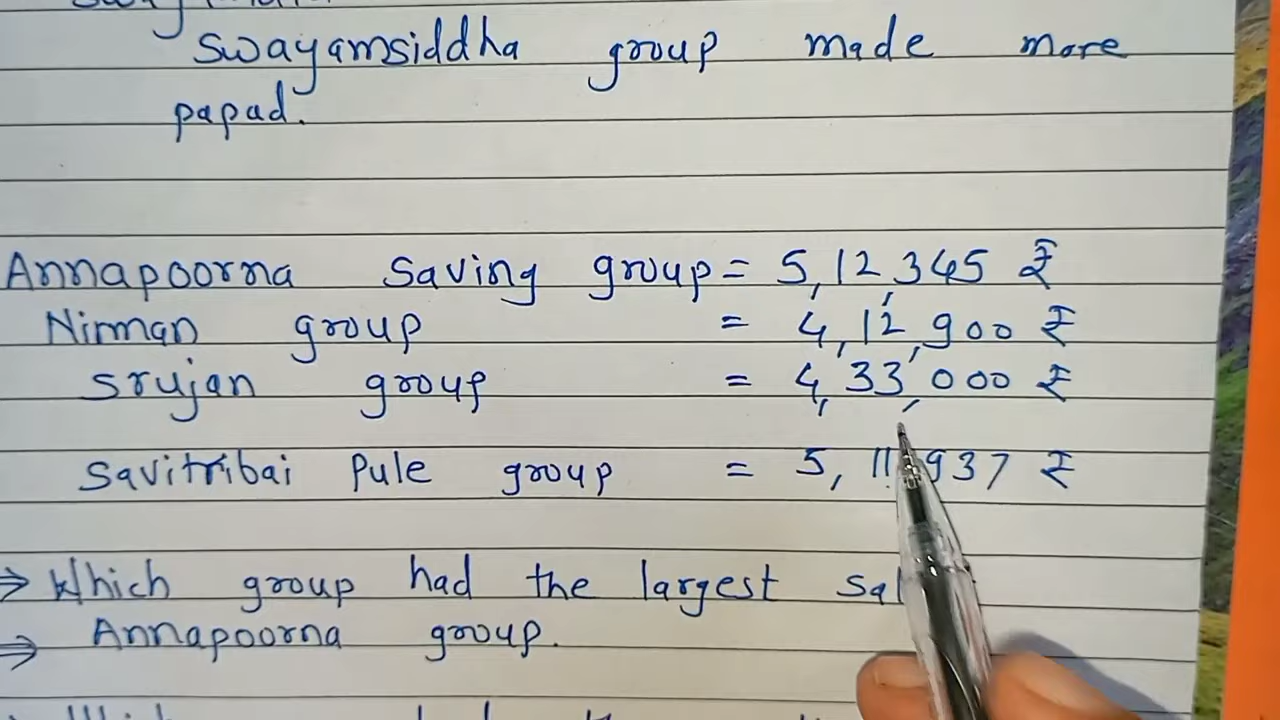 swayamsiddha group made more
papad.
Annapoorna Saving group = 5,12,345 ₹
Nirman group = 4,12,900 ₹
Srujan group = 4,33,000 ₹
Savitribai Pule group = 5,11,937 ₹
⇒ Which group had the largest
⇒ Annapoorna group.